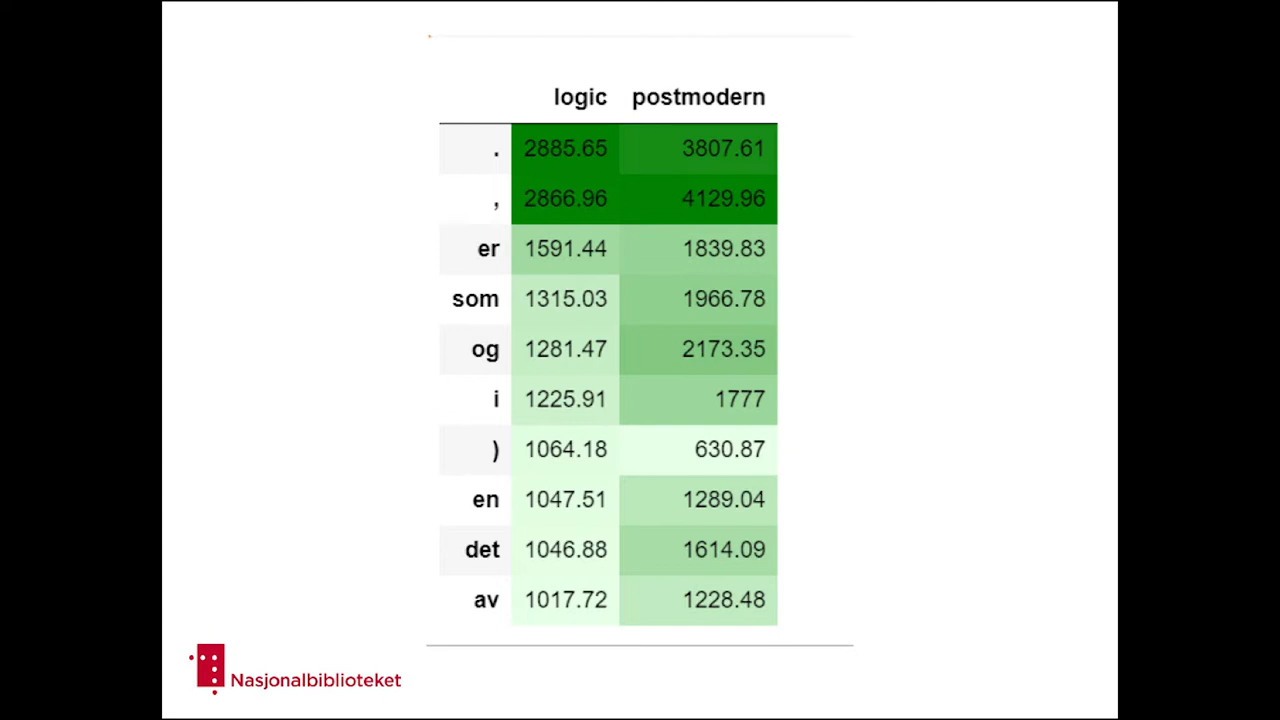 logic postmodern
. 2885.65 3807.61
, 2866.96 4129.96
er 1591.44 1839.83
som 1315.03 1966.78
og 1281.47 2173.35
i 1225.91 1777
) 1064.18 630.87
en 1047.51 1289.04
det 1046.88 1614.09
av 1017.72 1228.48
Nasjonalbiblioteket